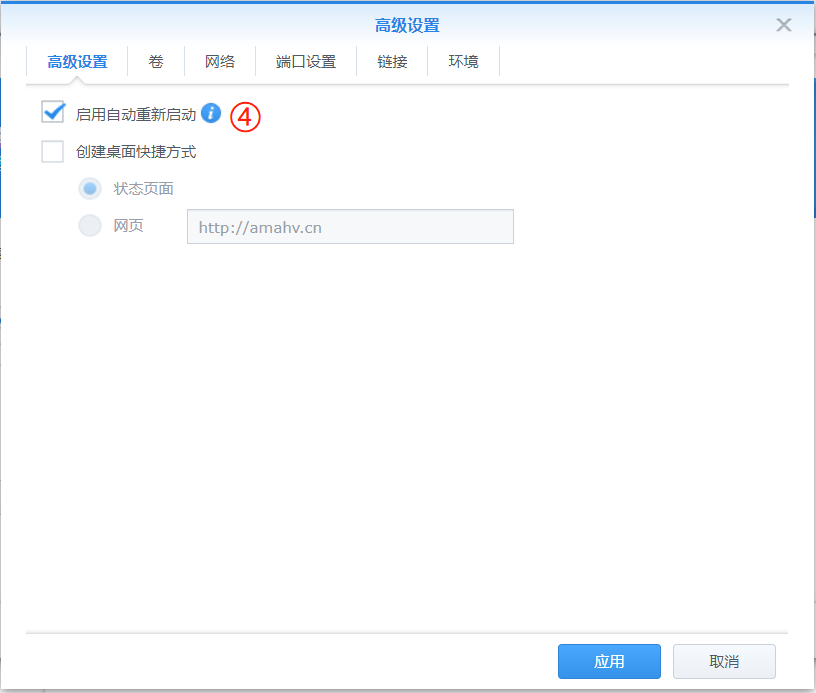 高级设置
高级设置 卷 网络 端口设置 链接 环境
启用自动重新启动 i ④
创建桌面快捷方式
状态页面
网页 http://amahv.cn
应用 取消